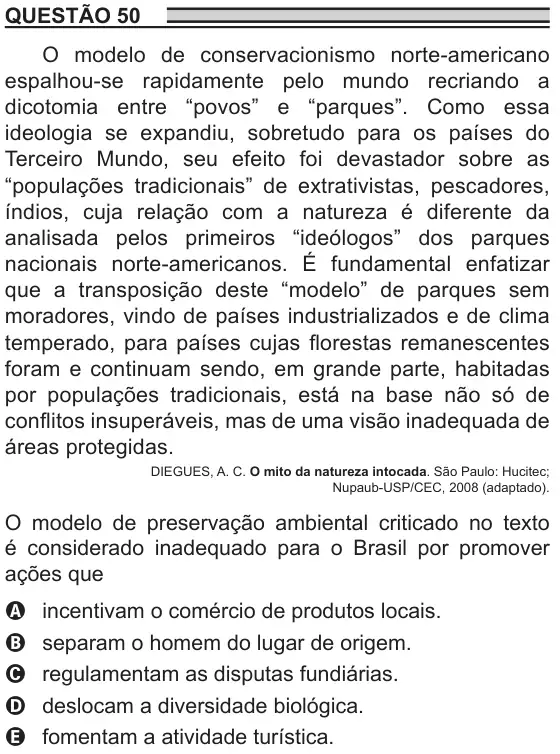 QUESTÃO 50
O modelo de conservacionismo norte-americano
espalhou-se rapidamente pelo mundo recriando a
dicotomia entre “povos” e “parques”. Como essa
ideologia se expandiu, sobretudo para os países do
Terceiro Mundo, seu efeito foi devastador sobre as
“populações tradicionais” de extrativistas, pescadores,
índios, cuja relação com a natureza é diferente da
analisada pelos primeiros “ideólogos” dos parques
nacionais norte-americanos. É fundamental enfatizar
que a transposição deste “modelo” de parques sem
moradores, vindo de países industrializados e de clima
temperado, para países cujas florestas remanescentes
foram e continuam sendo, em grande parte, habitadas
por populações tradicionais, está na base não só de
conflitos insuperáveis, mas de uma visão inadequada de
áreas protegidas.
DIEGUES, A. C. O mito da natureza intocada. São Paulo: Hucitec;
Nupaub-USP/CEC, 2008 (adaptado).
O modelo de preservação ambiental criticado no texto
é considerado inadequado para o Brasil por promover
ações que
A incentivam o comércio de produtos locais.
B separam o homem do lugar de origem.
C regulamentam as disputas fundiárias.
D deslocam a diversidade biológica.
E fomentam a atividade turística.